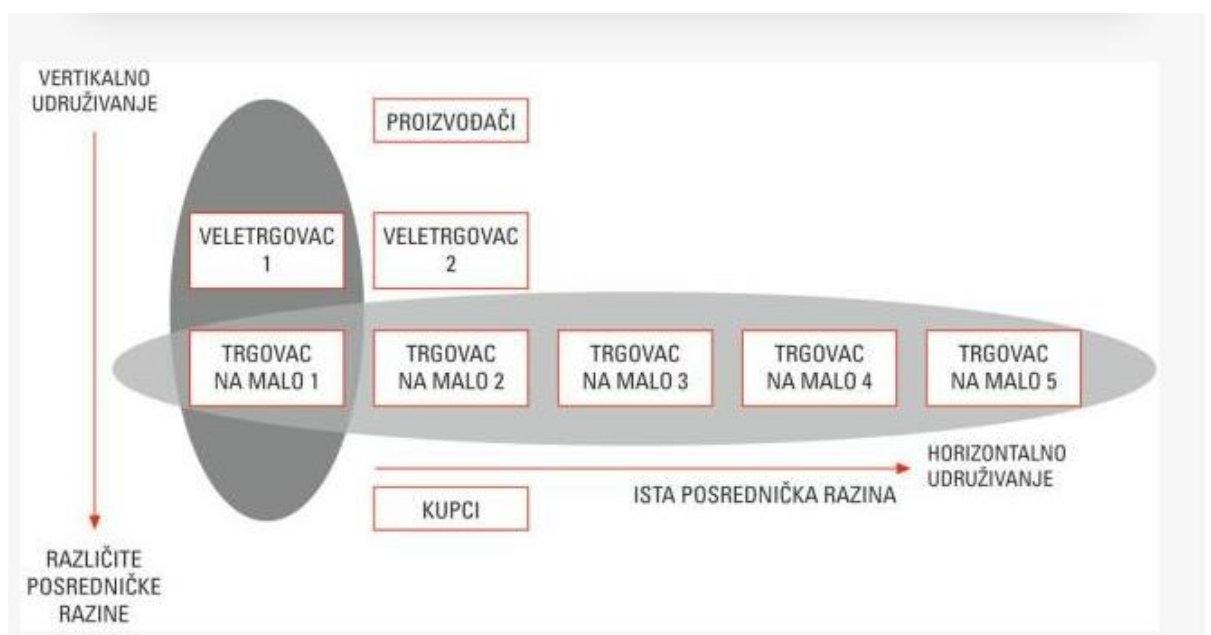 VERTIKALNO
UDRUŽIVANJE
PROIZVOĐAČI
VELETRGOVAC
1
VELETRGOVAC
2
TRGOVAC
NA MALO 1
TRGOVAC
NA MALO 2
TRGOVAC
NA MALO 3
TRGOVAC
NA MALO 4
TRGOVAC
NA MALO 5
HORIZONTALNO
UDRUŽIVANJE
ISTA POSREDNIČKA RAZINA
KUPCI
RAZLIČITE
POSREDNIČKE
RAZINE